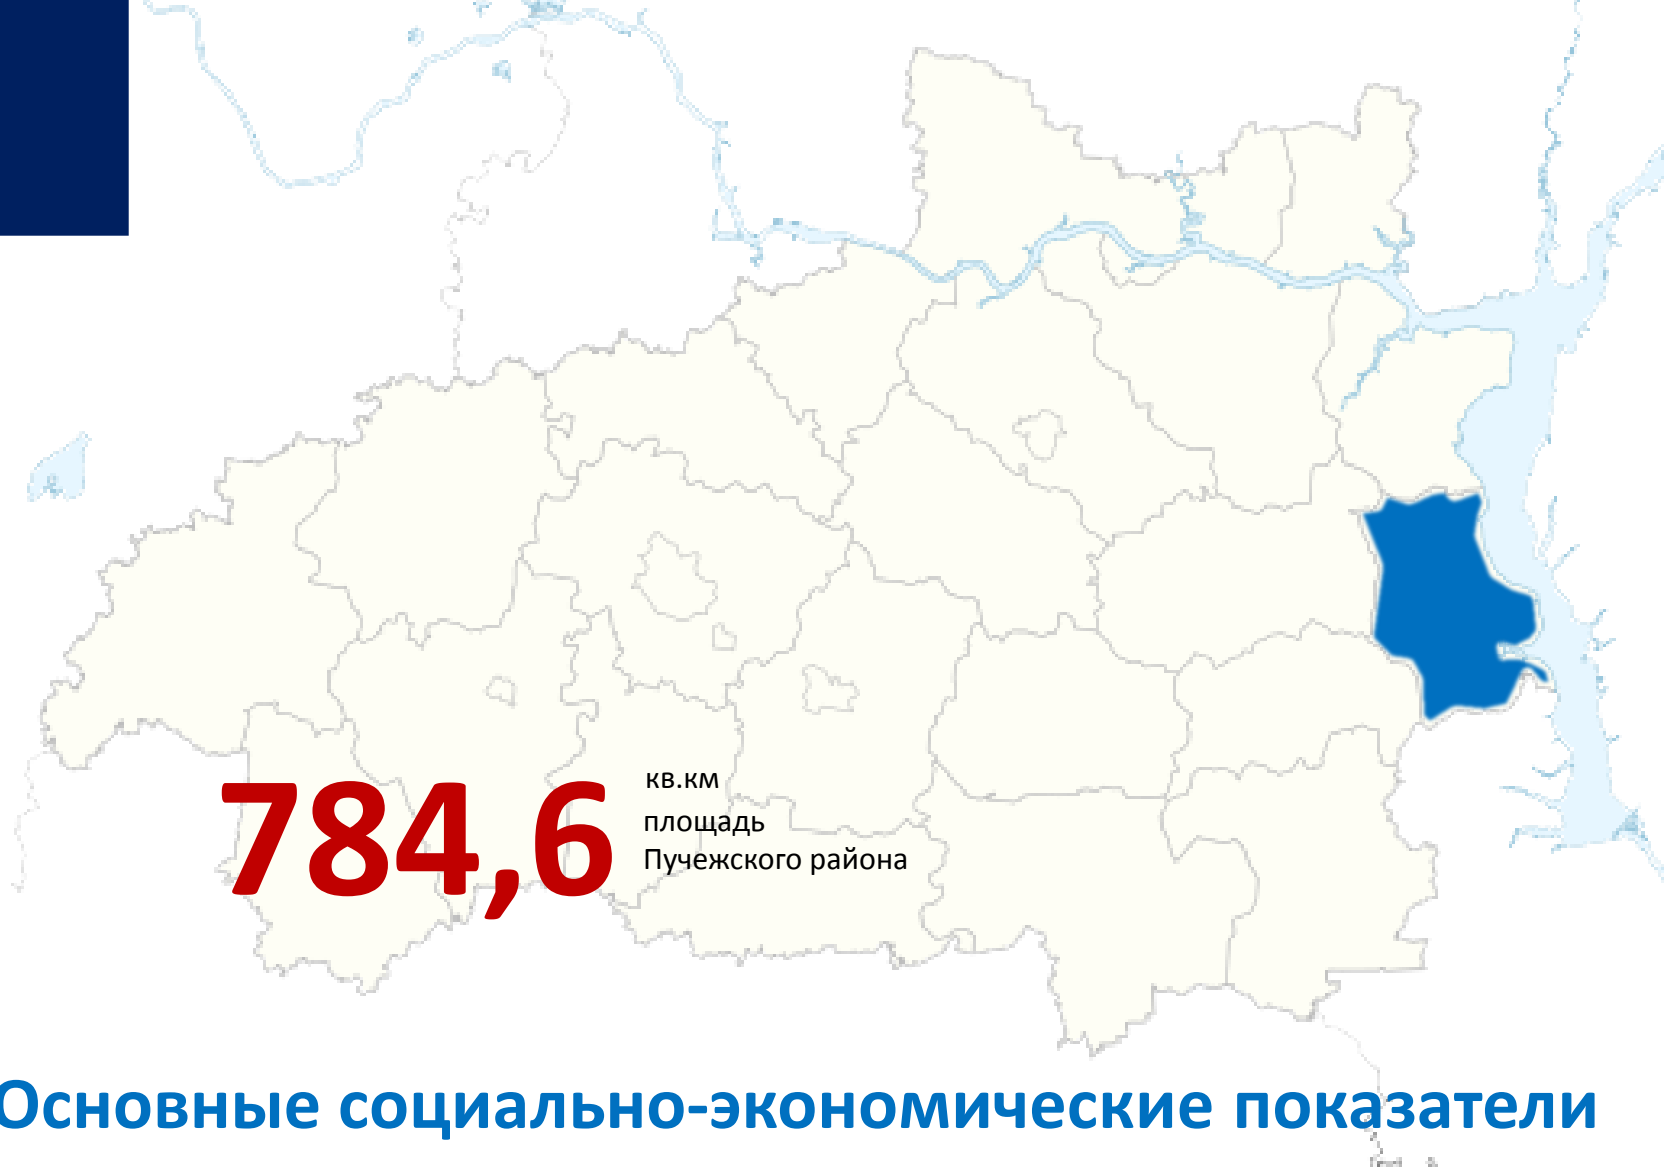 784,6
кв.км
площадь
Пучежского района
Основные социально-экономические показатели